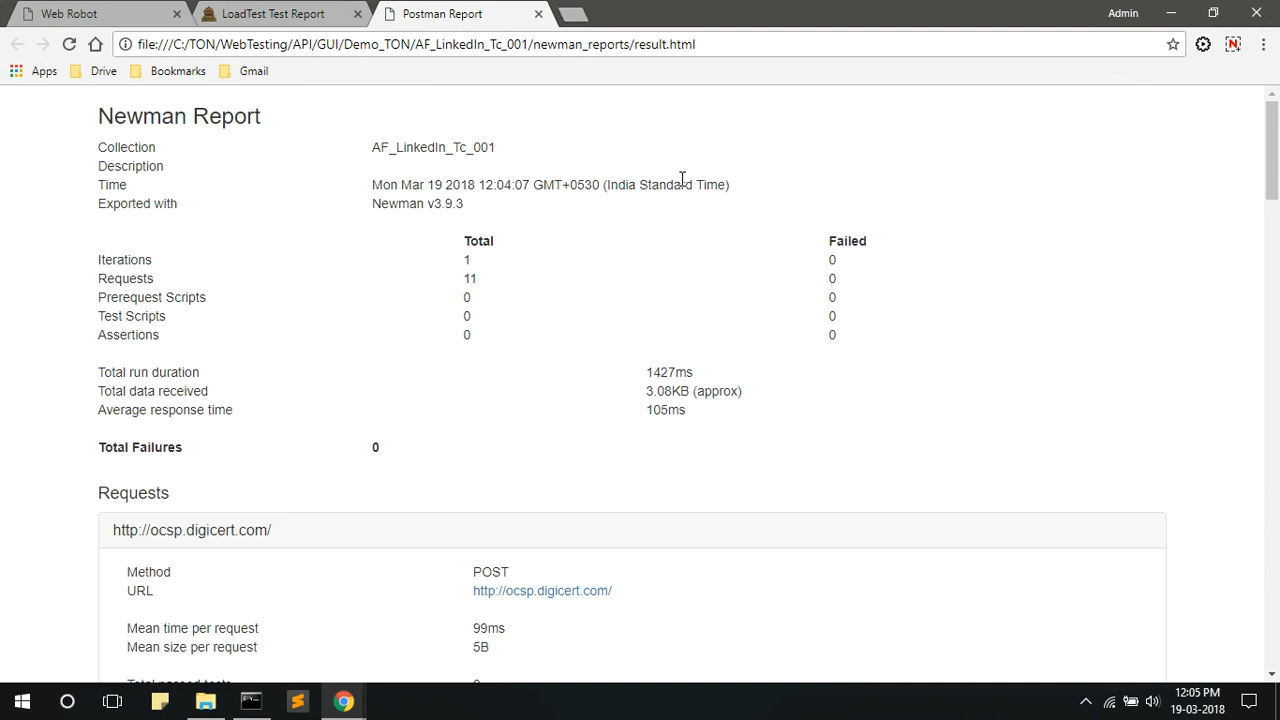 Web Robot
LoadTest Test Report
Postman Report
Admin
file:///C:/TON/WebTesting/API/GUI/Demo_TON/AF_LinkedIn_Tc_001/newman_reports/result.html
Apps Drive Bookmarks Gmail
Newman Report
Collection AF_LinkedIn_Tc_001
Description
Time Mon Mar 19 2018 12:04:07 GMT+0530 (India Standard Time)
Exported with Newman v3.9.3
Total Failed
Iterations 1 0
Requests 11 0
Prerequest Scripts 0 0
Test Scripts 0 0
Assertions 0 0
Total run duration 1427ms
Total data received 3.08KB (approx)
Average response time 105ms
Total Failures 0
Requests
http://ocsp.digicert.com/
Method POST
URL http://ocsp.digicert.com/
Mean time per request 99ms
Mean size per request 5B
Total passed tests 0
12:05 PM
19-03-2018